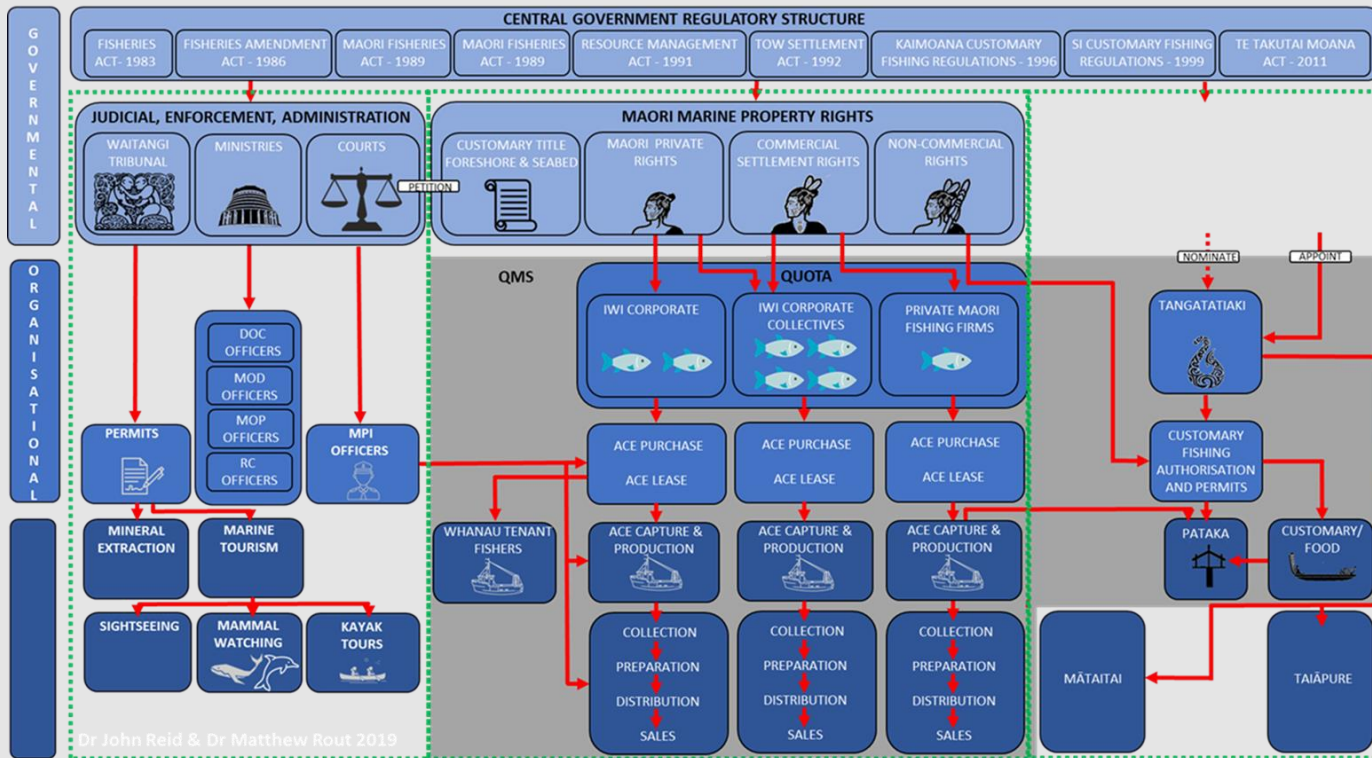 GOVERNMENTAL
CENTRAL GOVERNMENT REGULATORY STRUCTURE
FISHERIES
ACT - 1983
FISHERIES AMENDMENT
ACT - 1986
MAORI FISHERIES
ACT - 1989
MAORI FISHERIES
ACT - 1989
RESOURCE MANAGEMENT
ACT - 1991
TOW SETTLEMENT
ACT - 1992
KAIMOANA CUSTOMARY
FISHING REGULATIONS - 1996
SI CUSTOMARY FISHING
REGULATIONS - 1999
TE TAKUTAI MOANA
ACT - 2011
JUDICIAL, ENFORCEMENT, ADMINISTRATION
WAITANGI
TRIBUNAL
MINISTRIES
COURTS
PETITION
MAORI MARINE PROPERTY RIGHTS
CUSTOMARY TITLE
FORESHORE & SEABED
MAORI PRIVATE
RIGHTS
COMMERCIAL
SETTLEMENT RIGHTS
NON-COMMERCIAL
RIGHTS
NOMINATE
APPOINT
ORGANISATIONAL
DOC
OFFICERS
MOD
OFFICERS
MOP
OFFICERS
RC
OFFICERS
PERMITS
MPI
OFFICERS
QMS
QUOTA
IWI CORPORATE
IWI CORPORATE
COLLECTIVES
PRIVATE MAORI
FISHING FIRMS
ACE PURCHASE
ACE LEASE
ACE PURCHASE
ACE LEASE
ACE PURCHASE
ACE LEASE
TANGATATIAKI
CUSTOMARY
FISHING
AUTHORISATION
AND PERMITS
MINERAL
EXTRACTION
MARINE
TOURISM
SIGHTSEEING
MAMMAL
WATCHING
KAYAK
TOURS
WHANAU TENANT
FISHERS
ACE CAPTURE &
PRODUCTION
ACE CAPTURE &
PRODUCTION
ACE CAPTURE &
PRODUCTION
PATAKA
CUSTOMARY/
FOOD
COLLECTION
PREPARATION
DISTRIBUTION
SALES
COLLECTION
PREPARATION
DISTRIBUTION
SALES
COLLECTION
PREPARATION
DISTRIBUTION
SALES
MĀTAITAI
TAIĀPURE
Dr John Reid & Dr Matthew Rout 2019